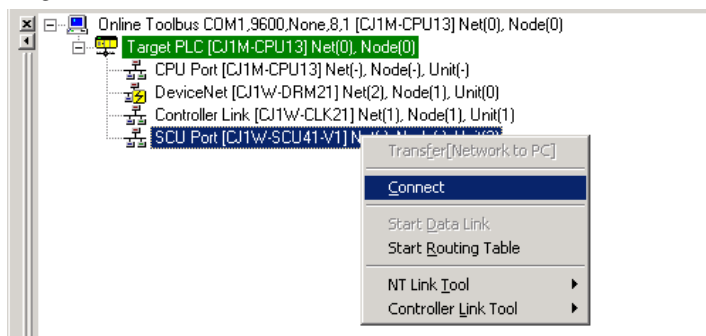 Online Toolbus COM1,9600,None,8,1 [CJ1M-CPU13] Net(0), Node(0)
Target PLC [CJ1M-CPU13] Net(0), Node(0)
CPU Port [CJ1M-CPU13] Net(-), Node(-), Unit(-)
DeviceNet [CJ1W-DRM21] Net(2), Node(1), Unit(0)
Controller Link [CJ1W-CLK21] Net(1), Node(1), Unit(1)
SCU Port [CJ1W-SCU41-V1]
Transfer[Network to PC]
Connect
Start Data Link
Start Routing Table
NT Link Tool
Controller Link Tool